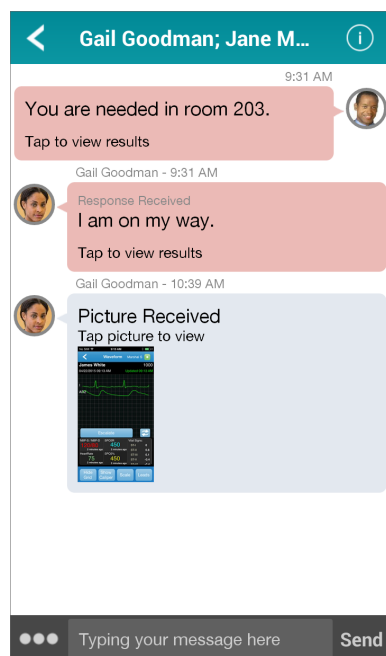 Gail Goodman; Jane M...
9:31 AM
You are needed in room 203.
Tap to view results
Gail Goodman - 9:31 AM
Response Received
I am on my way.
Tap to view results
Gail Goodman - 10:39 AM
Picture Received
Tap picture to view
Waveform
James White
Typing your message here
Send